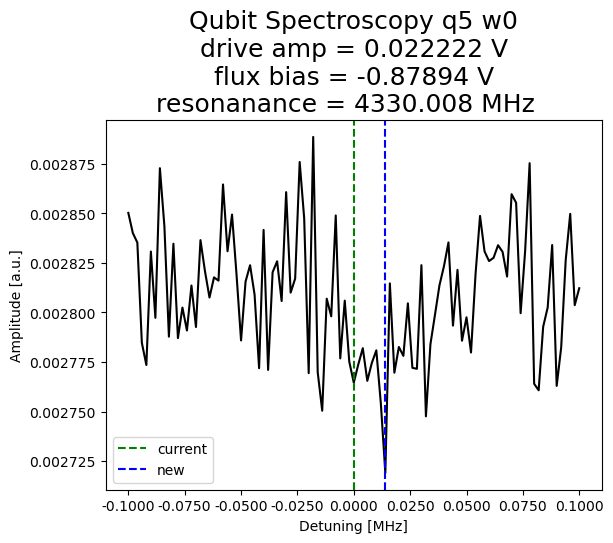 Qubit Spectroscopy q5 w0
drive amp = 0.022222 V
flux bias = -0.87894 V
resonanance = 4330.008 MHz
Amplitude [a.u.]
0.002875
0.002850
0.002825
0.002800
0.002775
0.002750
0.002725
current
new
-0.1000 -0.0750 -0.0500 -0.0250 0.0000 0.0250 0.0500 0.0750 0.1000
Detuning [MHz]